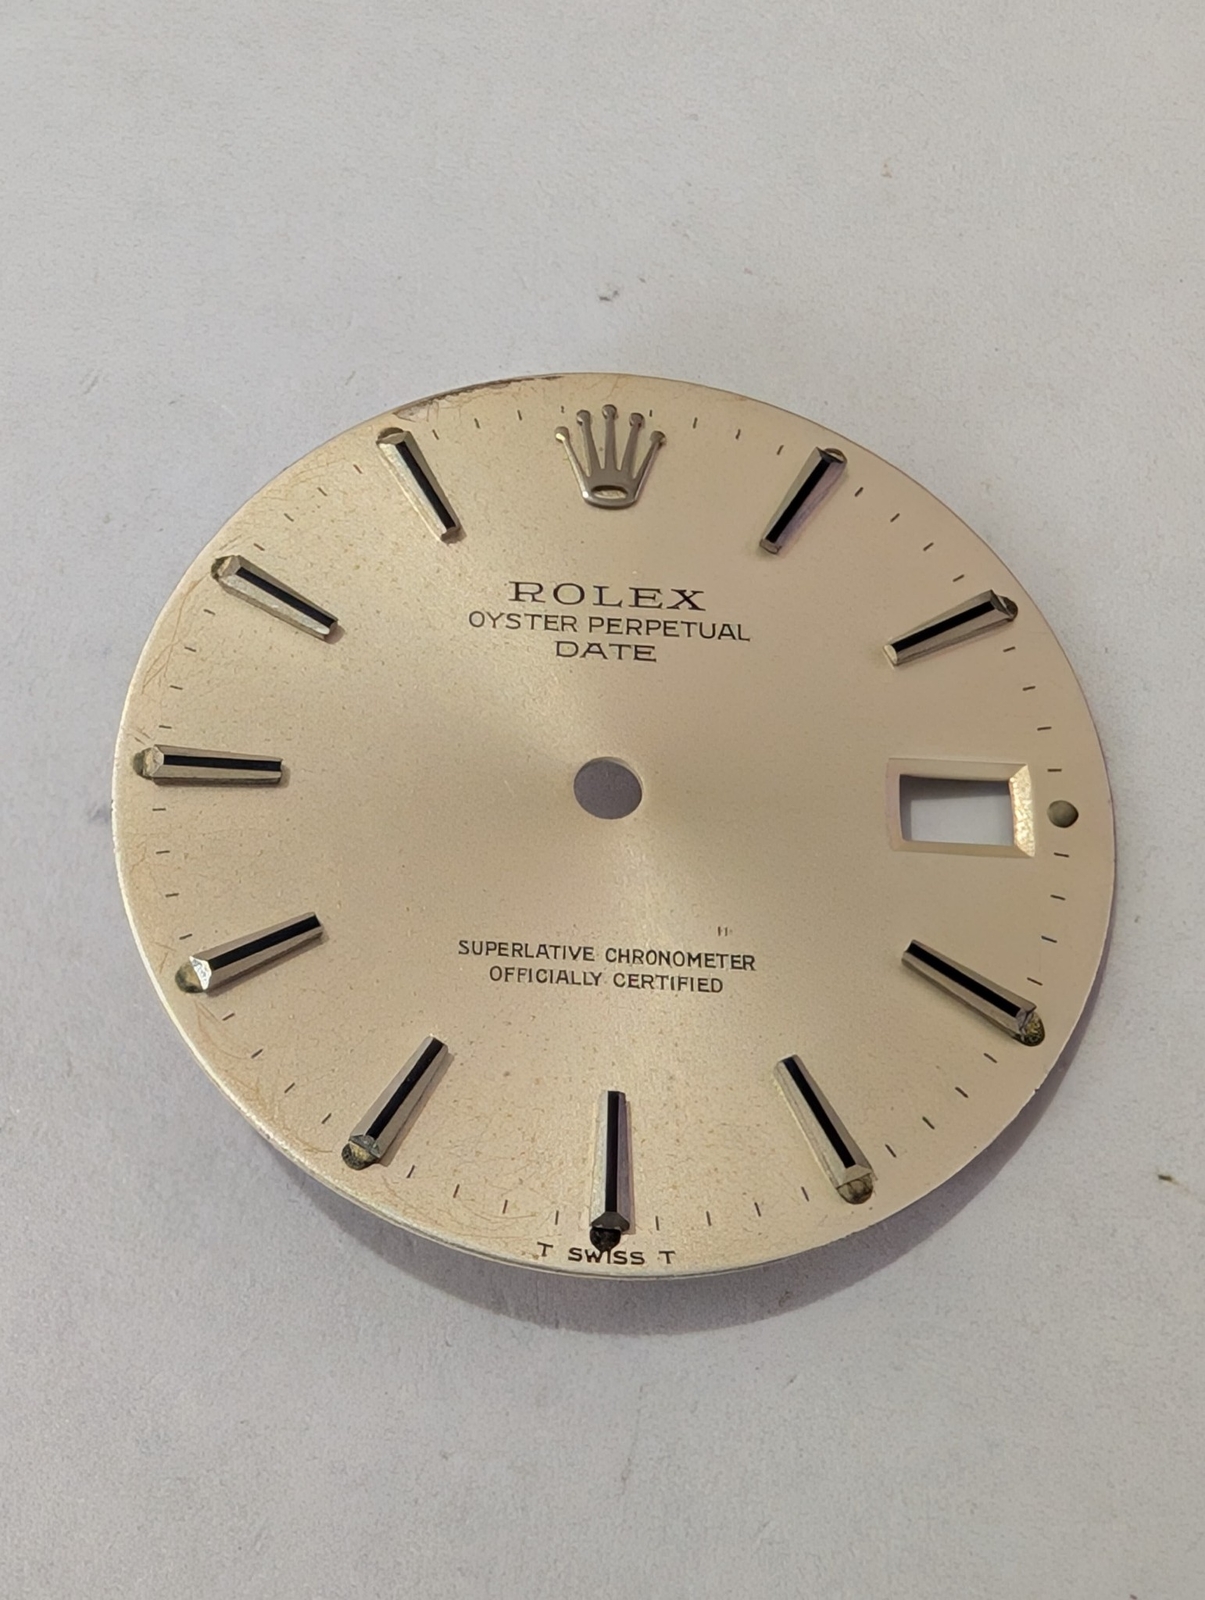 ROLEX
OYSTER PERPETUAL
DATE
SUPERLATIVE CHRONOMETER
OFFICIALLY CERTIFIED
T SWISS T